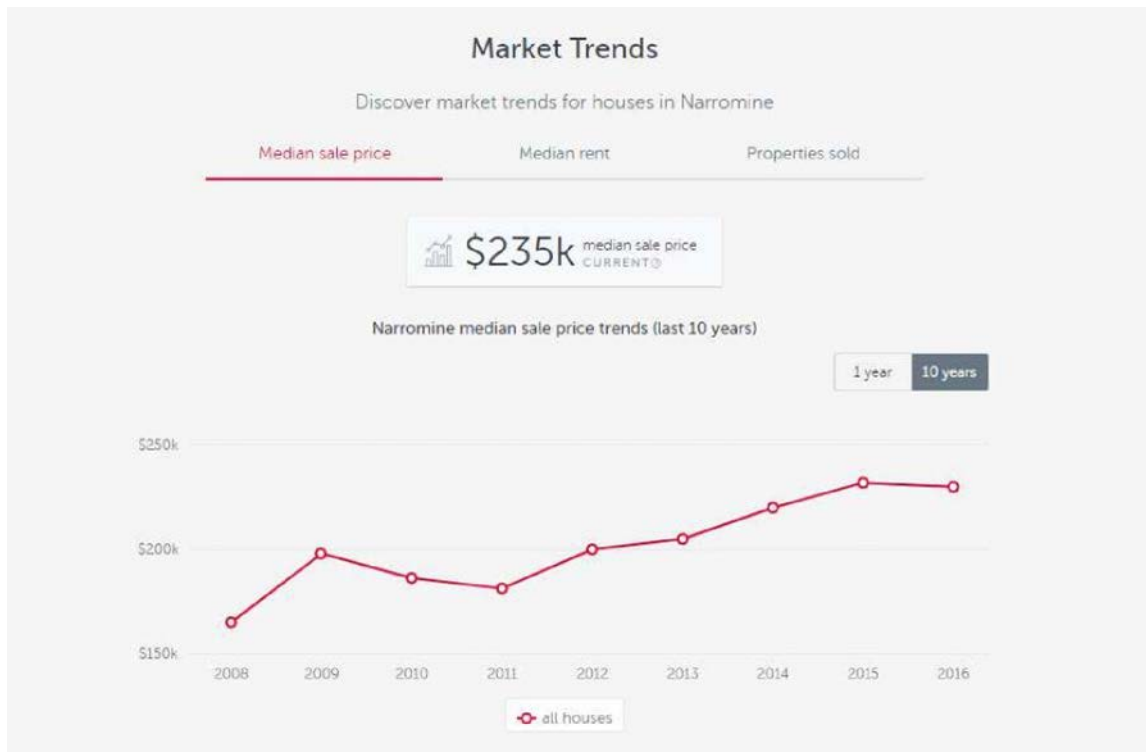 Market Trends
Discover market trends for houses in Narromine
Median sale price Median rent Properties sold
$235k median sale price
CURRENT
Narromine median sale price trends (last 10 years)
1 year 10 years
$250k
$200k
$150k
2008 2009 2010 2011 2012 2013 2014 2015 2016
all houses